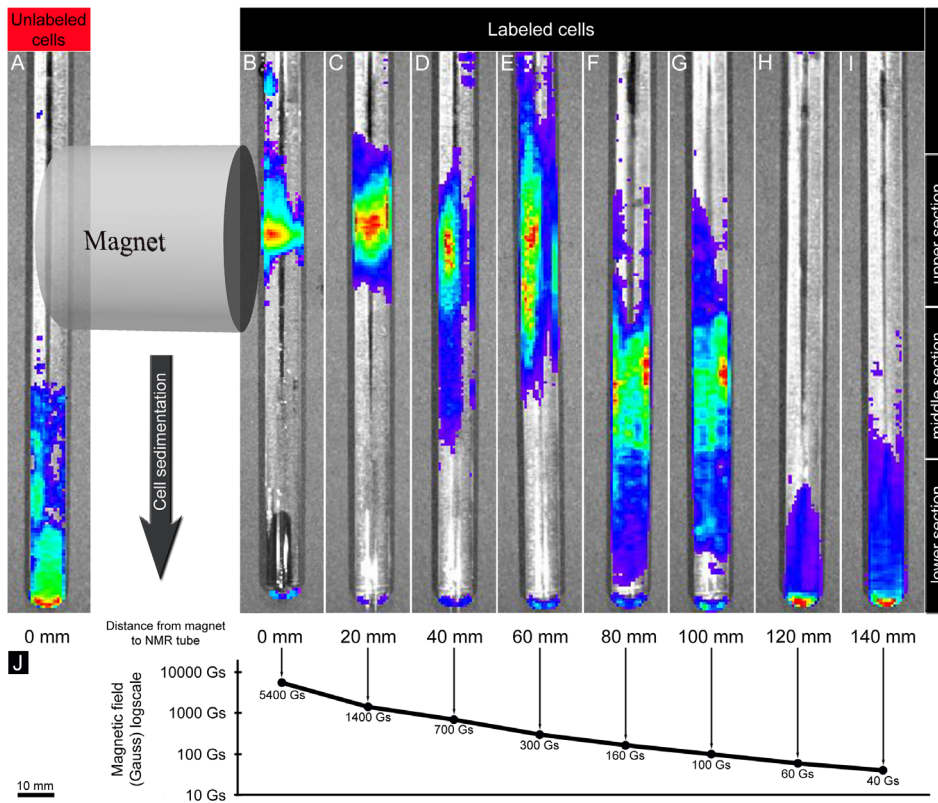 Unlabeled
cells
Labeled cells
A
B
C
D
E
F
G
H
I
Magnet
Cell sedimentation
upper section
middle section
lower section
0 mm
Distance from magnet
to NMR tube
0 mm
20 mm
40 mm
60 mm
80 mm
100 mm
120 mm
140 mm
J
Magnetic field
(Gauss) logscale
10000 Gs
1000 Gs
100 Gs
10 Gs
5400 Gs
1400 Gs
700 Gs
300 Gs
160 Gs
100 Gs
60 Gs
40 Gs
10 mm